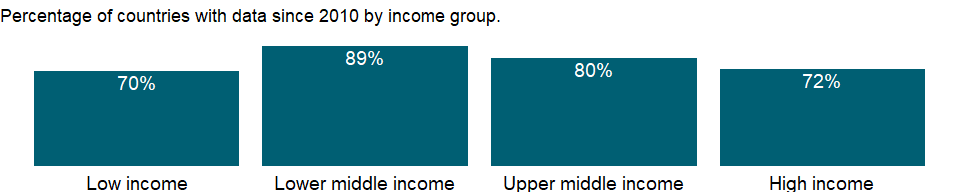 Percentage of countries with data since 2010 by income group.
70%
89%
80%
72%
Low income
Lower middle income
Upper middle income
High income